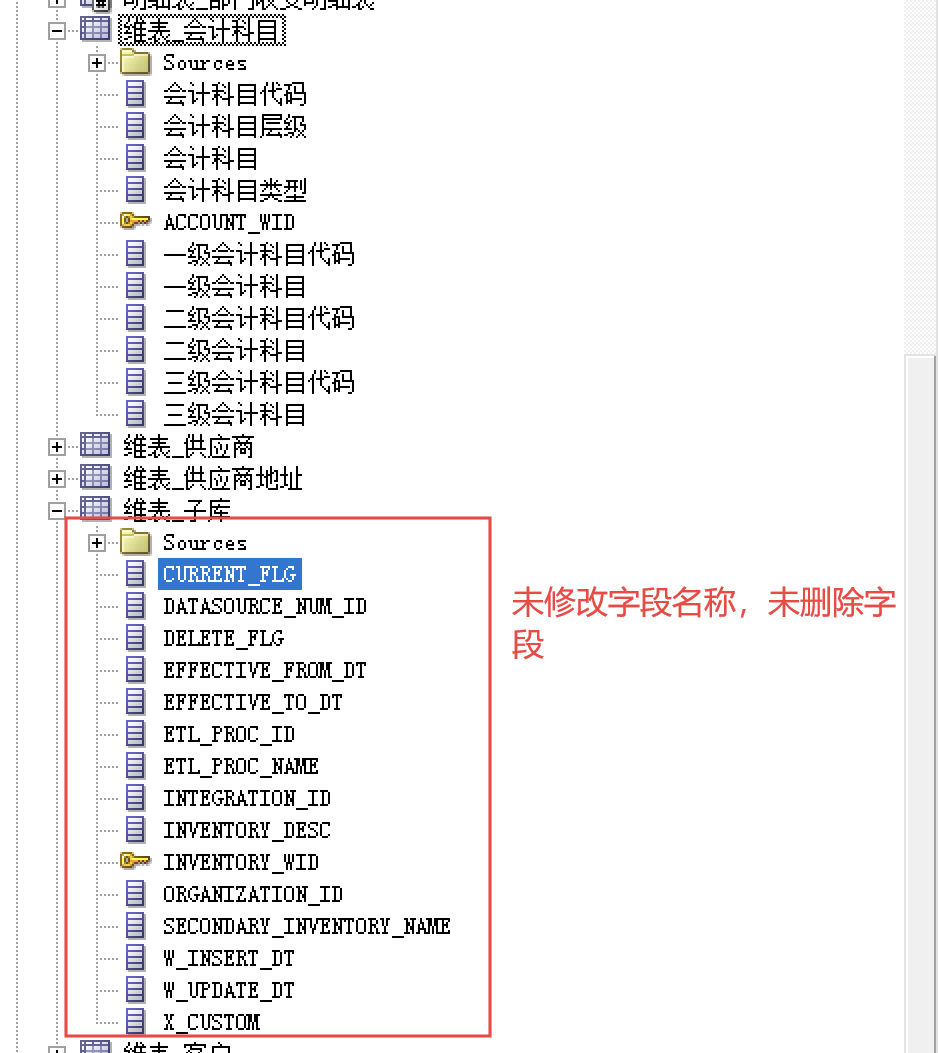 维表_会计科目
Sources
会计科目代码
会计科目层级
会计科目
会计科目类型
ACCOUNT_WID
一级会计科目代码
一级会计科目
二级会计科目代码
二级会计科目
三级会计科目代码
三级会计科目
维表_供应商
维表_供应商地址
维表_子库
Sources
CURRENT_FLG
DATASOURCE_NUM_ID
DELETE_FLG
EFFECTIVE_FROM_DT
EFFECTIVE_TO_DT
ETL_PROC_ID
ETL_PROC_NAME
INTEGRATION_ID
INVENTORY_DESC
INVENTORY_WID
ORGANIZATION_ID
SECONDARY_INVENTORY_NAME
W_INSERT_DT
W_UPDATE_DT
X_CUSTOM
维表_客户
未修改字段名称，未删除字
段